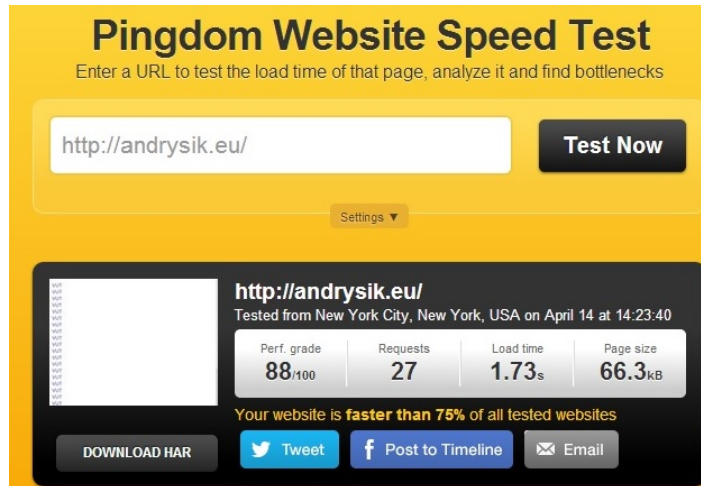 Pingdom Website Speed Test
Enter a URL to test the load time of that page, analyze it and find bottlenecks
http://andrysik.eu/
Test Now
Settings ▼
http://andrysik.eu/
Tested from New York City, New York, USA on April 14 at 14:23:40
Perf. grade Requests Load time Page size
88/100 27 1.73s 66.3kB
Your website is faster than 75% of all tested websites
DOWNLOAD HAR Tweet Post to Timeline Email